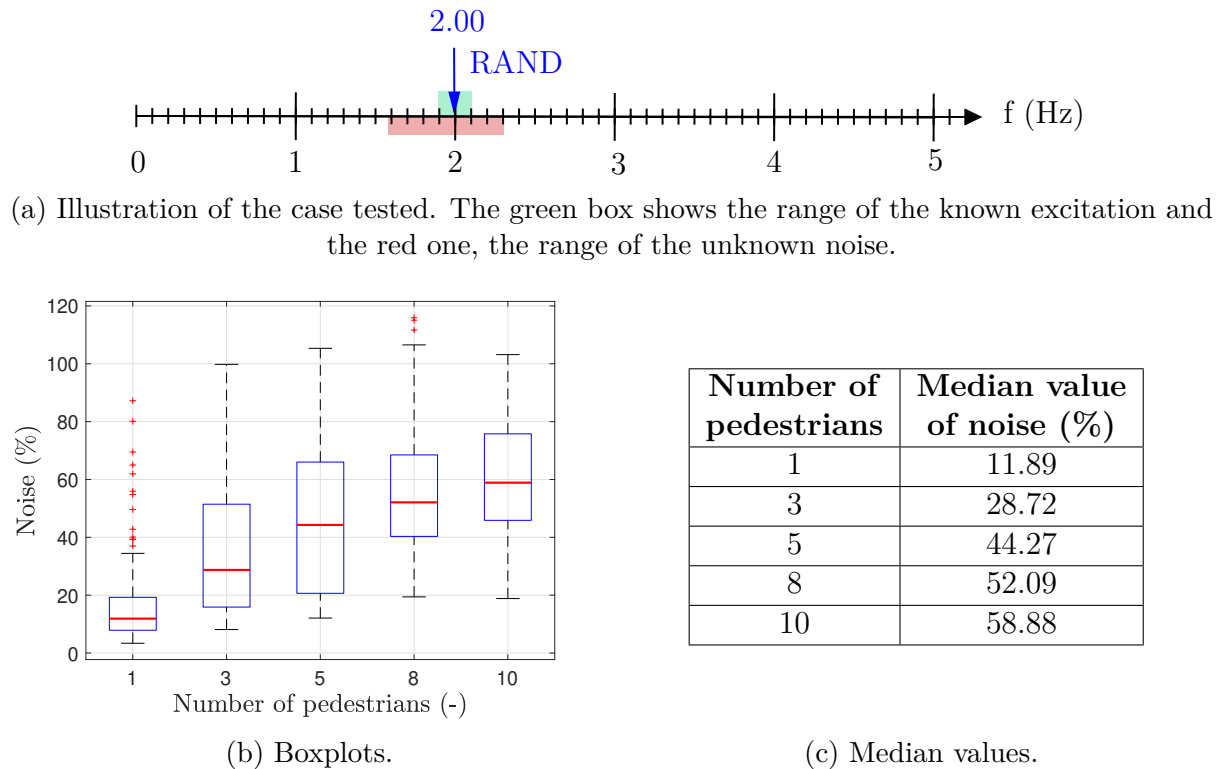 2.00
RAND
f (Hz)
0 1 2 3 4 5
(a) Illustration of the case tested. The green box shows the range of the known excitation and
the red one, the range of the unknown noise.
120
100
80
60
40
20
0
Noise (%)
1 3 5 8 10
Number of pedestrians (-)
(b) Boxplots.
Number of pedestrians Median value of noise (%)
1 11.89
3 28.72
5 44.27
8 52.09
10 58.88
(c) Median values.